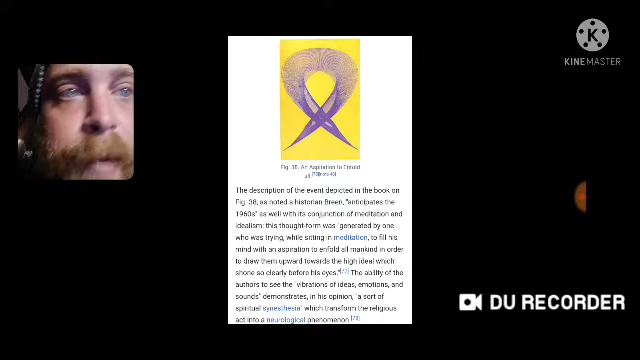 KINEMASTER
Fig. 38. An Aspiration to Enfold
all.[73][note 40]
The description of the event depicted in the book on
Fig. 38, as noted a historian Breen, "anticipates the
1960s" as well with its conjunction of meditation and
idealism: this thought-form was "generated by one
who was trying, while sitting in meditation, to fill his
mind with an aspiration to enfold all mankind in order
to draw them upward towards the high ideal which
shone so clearly before his eyes."[77] The ability of the
authors to see the "vibrations of ideas, emotions, and
sounds" demonstrates, in his opinion, "a sort of
spiritual synesthesia" which transform the religious
act into a neurological phenomenon.[78]
DU RECORDER